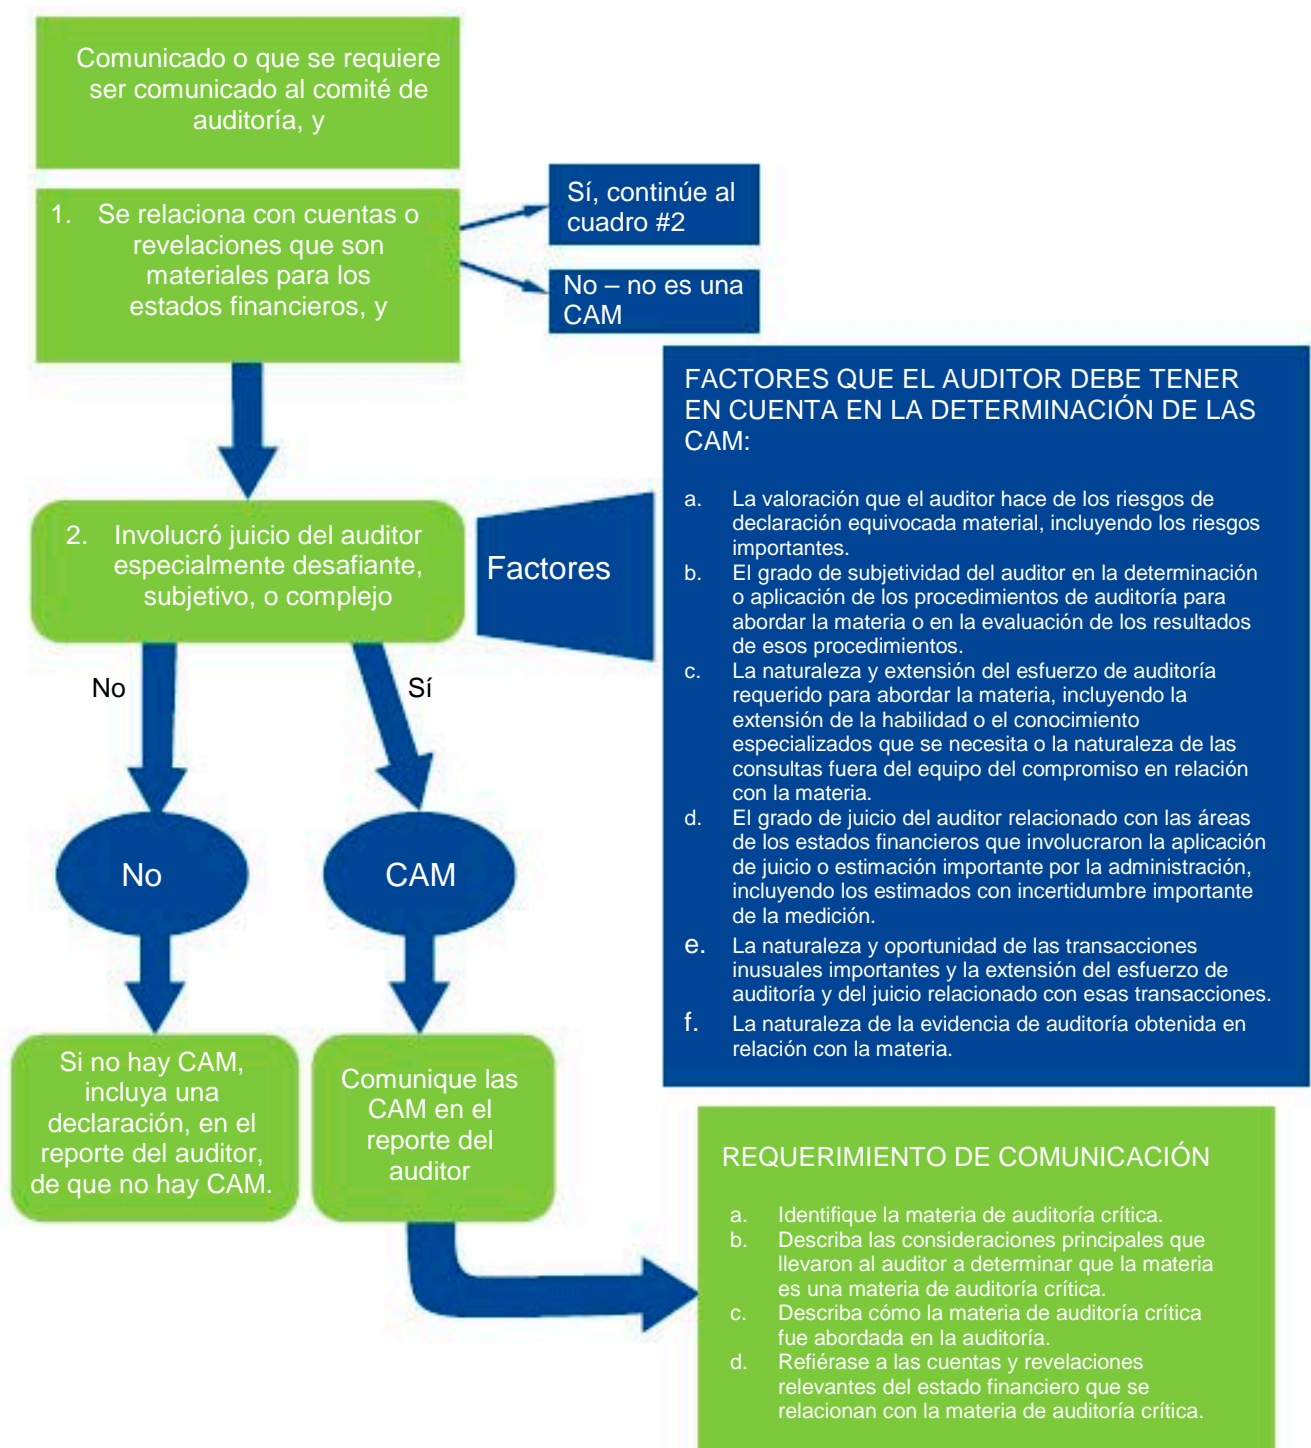 Comunicado o que se requiere
ser comunicado al comité de
auditoría, y
1. Se relaciona con cuentas o
revelaciones que son
materiales para los
estados financieros, y
Sí, continúe al
cuadro #2
No – no es una
CAM
2. Involucró juicio del auditor
especialmente desafiante,
subjetivo, o complejo
Factores
FACTORES QUE EL AUDITOR DEBE TENER
EN CUENTA EN LA DETERMINACIÓN DE LAS
CAM:
a. La valoración que el auditor hace de los riesgos de
declaración equivocada material, incluyendo los riesgos
importantes.
b. El grado de subjetividad del auditor en la determinación
o aplicación de los procedimientos de auditoría para
abordar la materia o en la evaluación de los resultados
de esos procedimientos.
c. La naturaleza y extensión del esfuerzo de auditoría
requerido para abordar la materia, incluyendo la
extensión de la habilidad o el conocimiento
especializados que se necesita o la naturaleza de las
consultas fuera del equipo del compromiso en relación
con la materia.
d. El grado de juicio del auditor relacionado con las áreas
de los estados financieros que involucraron la aplicación
de juicio o estimación importante por la administración,
incluyendo los estimados con incertidumbre importante
de la medición.
e. La naturaleza y oportunidad de las transacciones
inusuales importantes y la extensión del esfuerzo de
auditoría y del juicio relacionado con esas transacciones.
f. La naturaleza de la evidencia de auditoría obtenida en
relación con la materia.
No
Sí
No
CAM
Si no hay CAM,
incluya una
declaración, en el
reporte del auditor,
de que no hay CAM.
Comunique las
CAM en el
reporte del
auditor
REQUERIMIENTO DE COMUNICACIÓN
a. Identifique la materia de auditoría crítica.
b. Describa las consideraciones principales que
llevaron al auditor a determinar que la materia
es una materia de auditoría crítica.
c. Describa cómo la materia de auditoría crítica
fue abordada en la auditoría.
d. Refiérase a las cuentas y revelaciones
relevantes del estado financiero que se
relacionan con la materia de auditoría crítica.